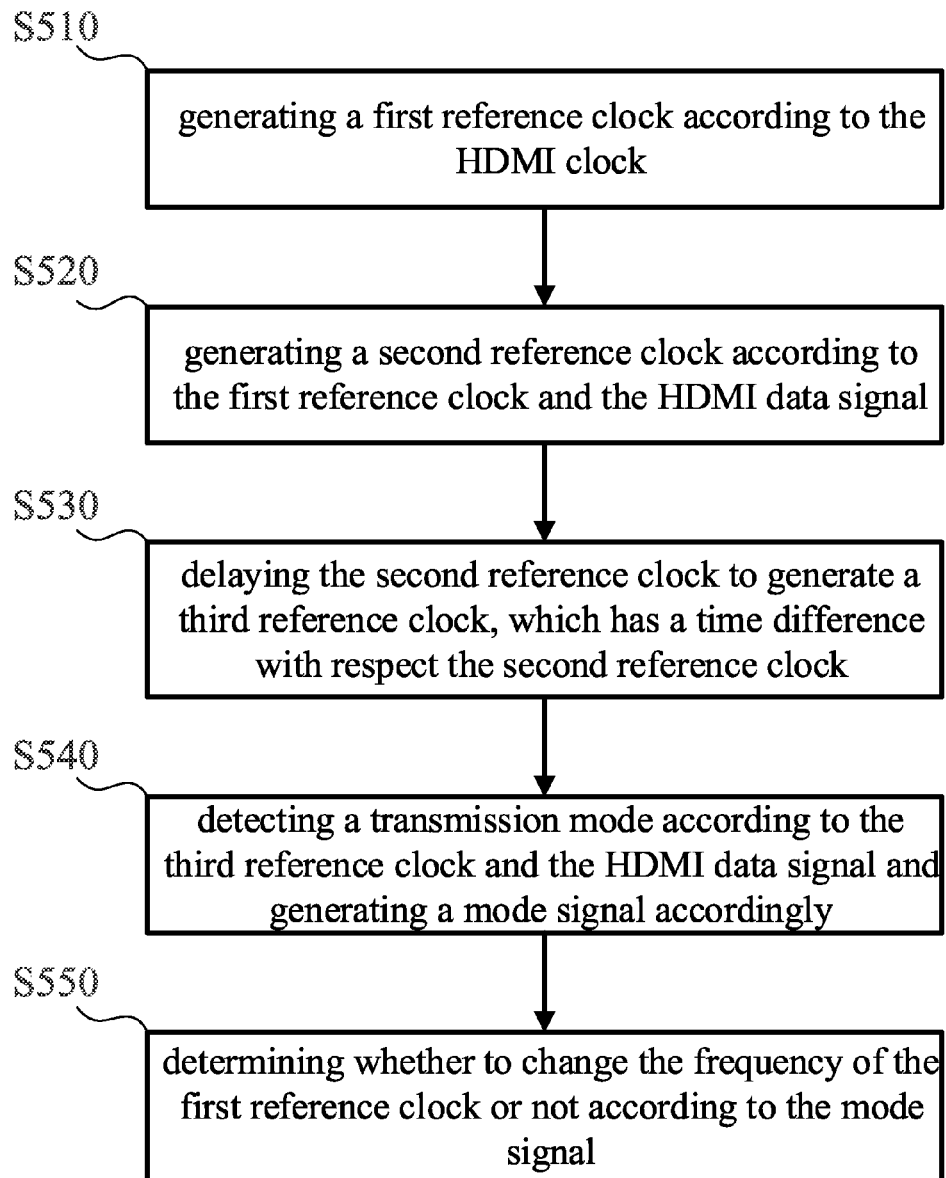 S510
generating a first reference clock according to the
HDMI clock
S520
generating a second reference clock according to
the first reference clock and the HDMI data signal
S530
delaying the second reference clock to generate a
third reference clock, which has a time difference
with respect the second reference clock
S540
detecting a transmission mode according to the
third reference clock and the HDMI data signal and
generating a mode signal accordingly
S550
determining whether to change the frequency of the
first reference clock or not according to the mode
signal